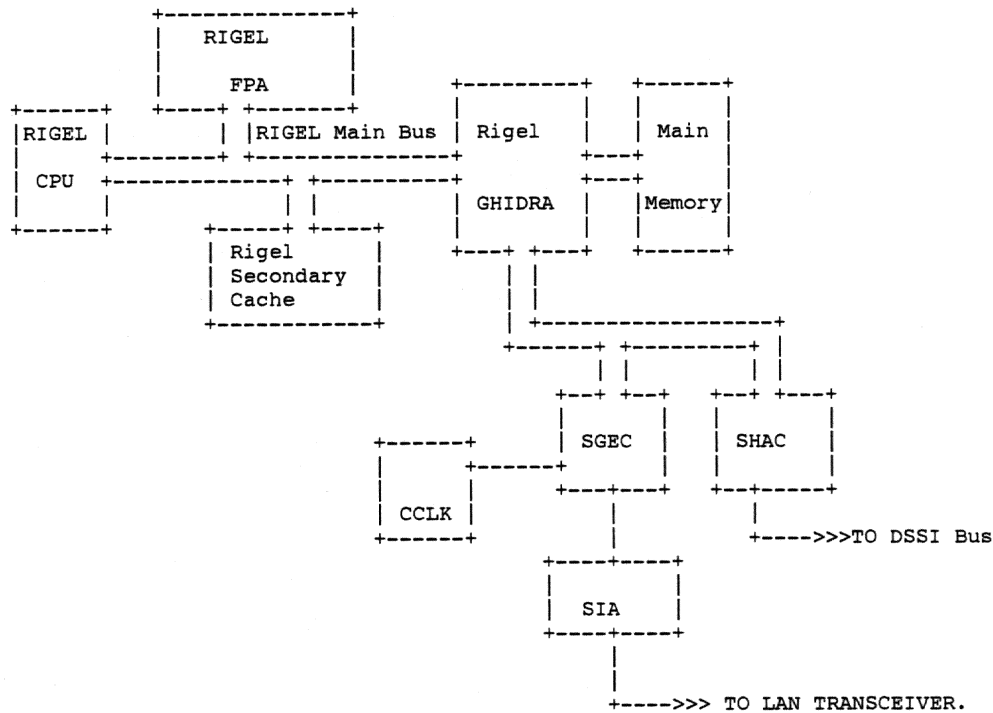 RIGEL
FPA
RIGEL
CPU
RIGEL Main Bus
Rigel
GHIDRA
Main
Memory
Rigel
Secondary
Cache
SGEC
SHAC
CCLK
>>>TO DSSI Bus
SIA
>>> TO LAN TRANSCEIVER.